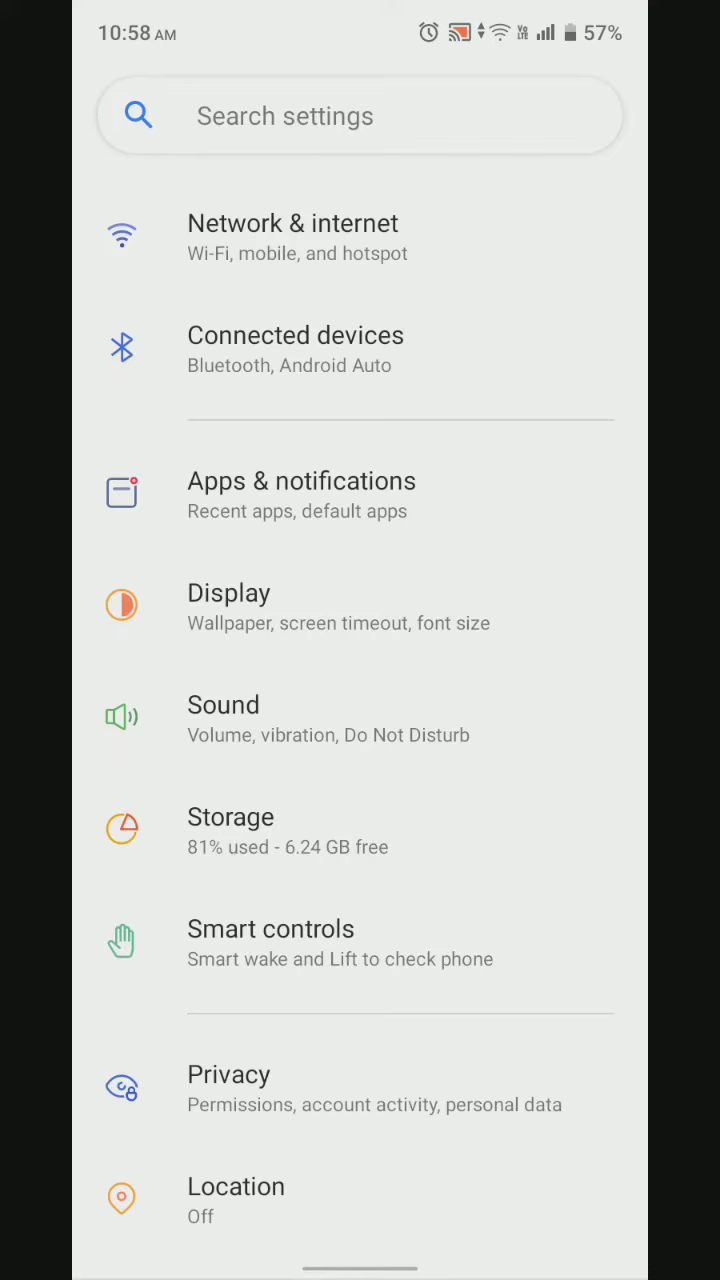 10:58 AM
Vo LTE
57%
Search settings
Network & internet
Wi-Fi, mobile, and hotspot
Connected devices
Bluetooth, Android Auto
Apps & notifications
Recent apps, default apps
Display
Wallpaper, screen timeout, font size
Sound
Volume, vibration, Do Not Disturb
Storage
81% used - 6.24 GB free
Smart controls
Smart wake and Lift to check phone
Privacy
Permissions, account activity, personal data
Location
Off